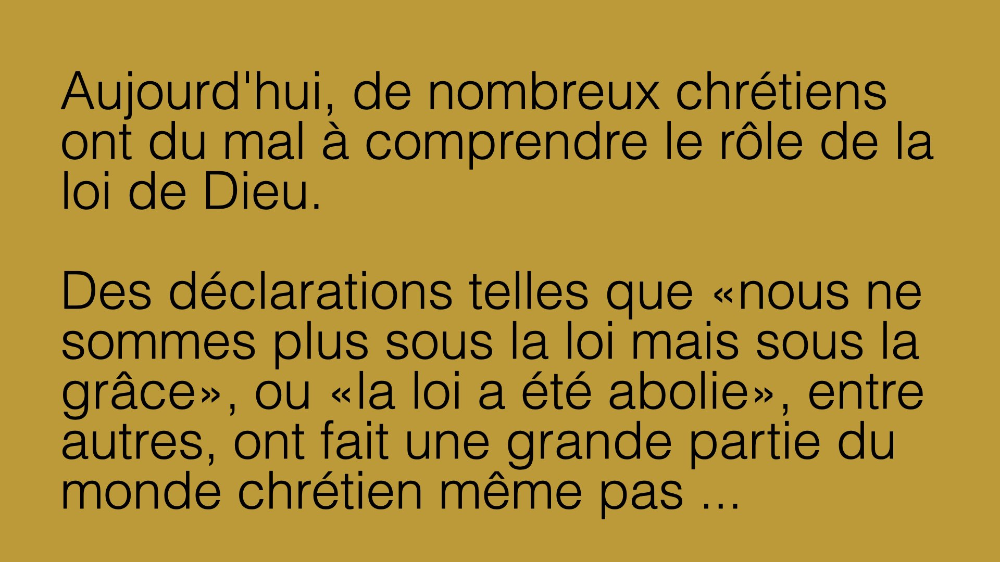 Aujourd'hui, de nombreux chrétiens
ont du mal à comprendre le rôle de la
loi de Dieu.
Des déclarations telles que «nous ne
sommes plus sous la loi mais sous la
grâce», ou «la loi a été abolie», entre
autres, ont fait une grande partie du
monde chrétien même pas ...